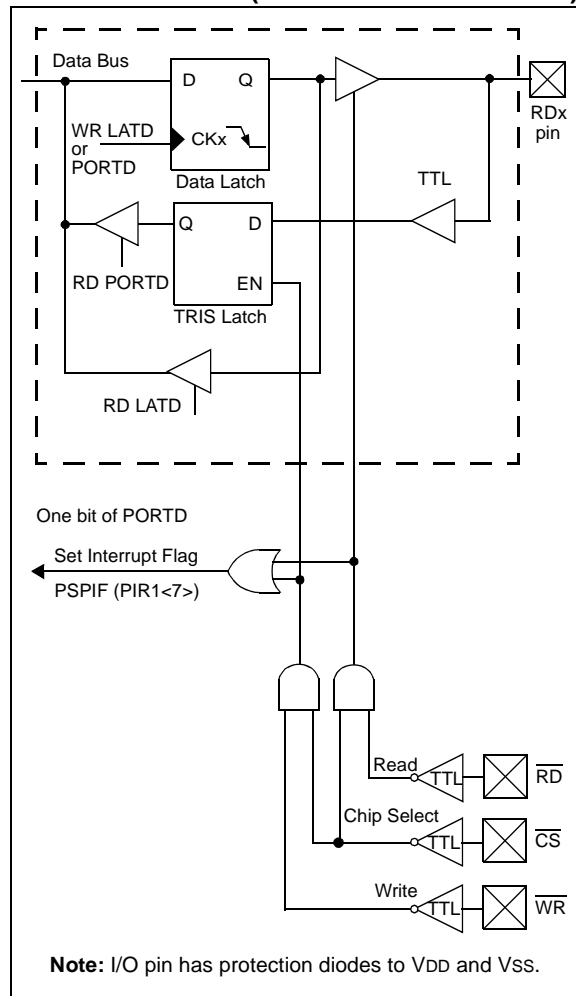 Data Bus
D Q
RDx
pin
WR LATD
or
PORTD
CKx
Data Latch
TTL
Q D
RD PORTD
EN
TRIS Latch
RD LATD
One bit of PORTD
Set Interrupt Flag
PSPIF (PIR1<7>)
Read
TTL
RD
Chip Select
TTL
CS
Write
TTL
WR
Note: I/O pin has protection diodes to VDD and VSS.